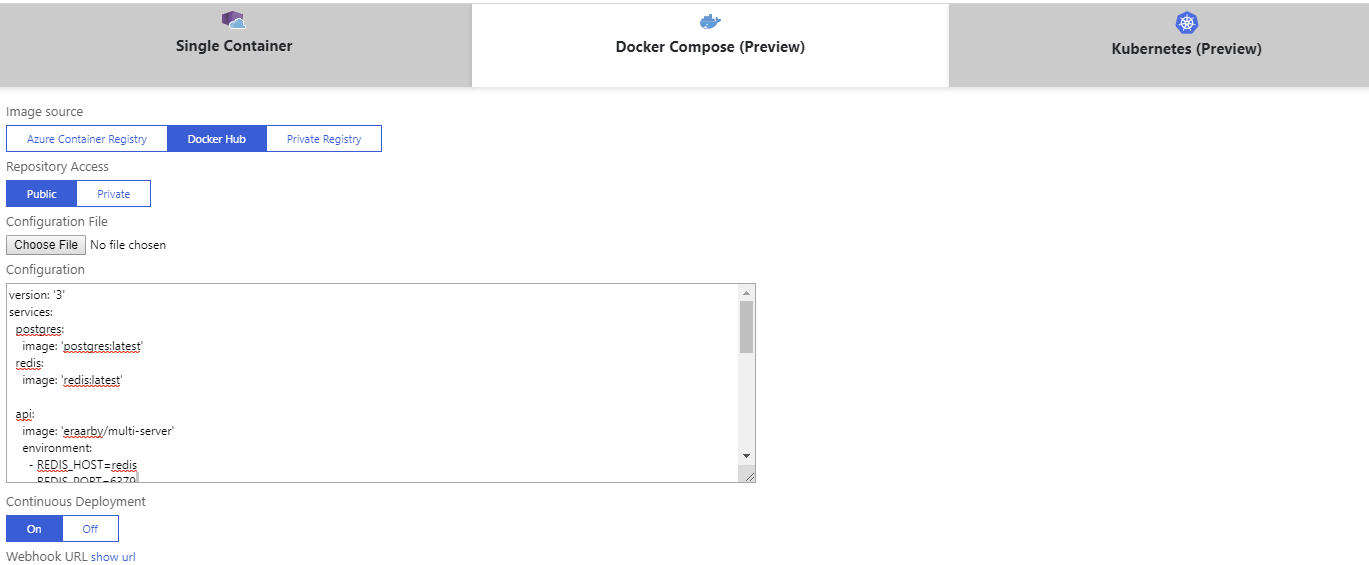 Single Container
Docker Compose (Preview)
Kubernetes (Preview)
Image source
Azure Container Registry
Docker Hub
Private Registry
Repository Access
Public
Private
Configuration File
Choose File No file chosen
Configuration
version: '3'
services:
postgres:
image: 'postgres:latest'
redis:
image: 'redis:latest'
api:
image: 'eraarby/multi-server'
environment:
- REDIS_HOST=redis
REDIS_PORT=6379
Continuous Deployment
On
Off
Webhook URL show url